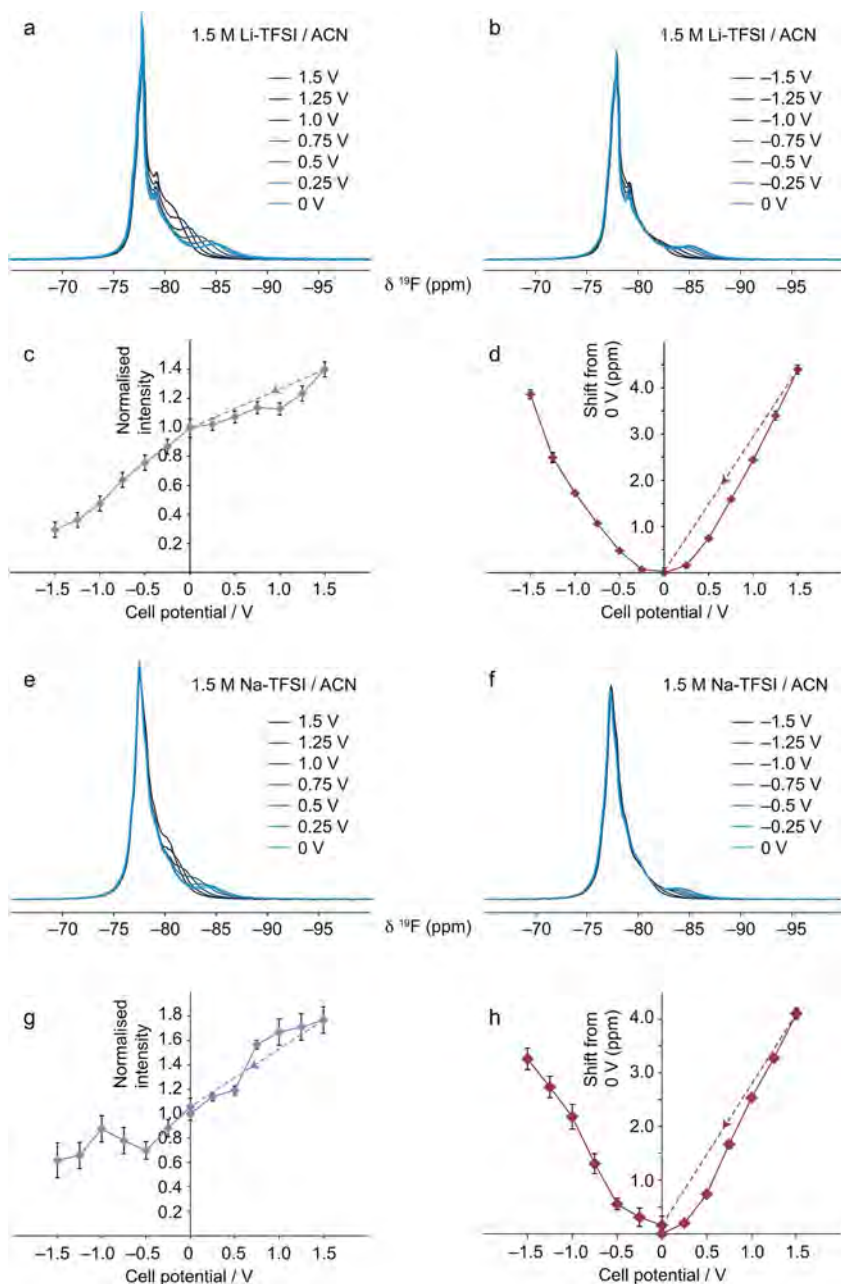 a
1.5 M Li-TFSI / ACN
1.5 V
1.25 V
1.0 V
0.75 V
0.5 V
0.25 V
0 V
−70 −75 −80 −85 −90 −95
b
1.5 M Li-TFSI / ACN
−1.5 V
−1.25 V
−1.0 V
−0.75 V
−0.5 V
−0.25 V
0 V
−70 −75 −80 −85 −90 −95
δ ¹⁹F (ppm)
c
Normalised
intensity
1.4
1.2
1.0
0.8
0.6
0.4
0.2
−1.5 −1.0 −0.5 0 0.5 1.0 1.5
Cell potential / V
d
Shift from
0 V (ppm)
4.0
3.0
2.0
1.0
−1.5 −1.0 −0.5 0 0.5 1.0 1.5
Cell potential / V
e
1.5 M Na-TFSI / ACN
1.5 V
1.25 V
1.0 V
0.75 V
0.5 V
0.25 V
0 V
−70 −75 −80 −85 −90 −95
f
1.5 M Na-TFSI / ACN
−1.5 V
−1.25 V
−1.0 V
−0.75 V
−0.5 V
−0.25 V
0 V
−70 −75 −80 −85 −90 −95
δ ¹⁹F (ppm)
g
Normalised
intensity
1.8
1.6
1.4
1.2
1.0
0.8
0.6
0.4
0.2
−1.5 −1.0 −0.5 0 0.5 1.0 1.5
Cell potential / V
h
Shift from
0 V (ppm)
4.0
3.0
2.0
1.0
−1.5 −1.0 −0.5 0 0.5 1.0 1.5
Cell potential / V